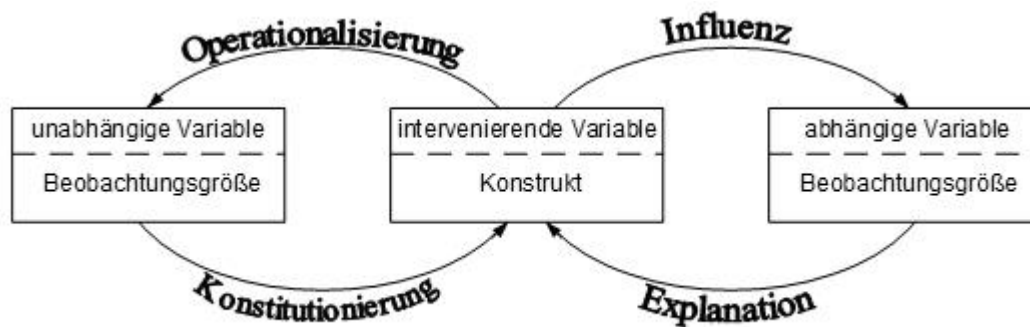 Operationalisierung
Influenz
unabhängige Variable
intervenierende Variable
abhängige Variable
Beobachtungsgröße
Konstrukt
Beobachtungsgröße
Konstitutionierung
Explanation